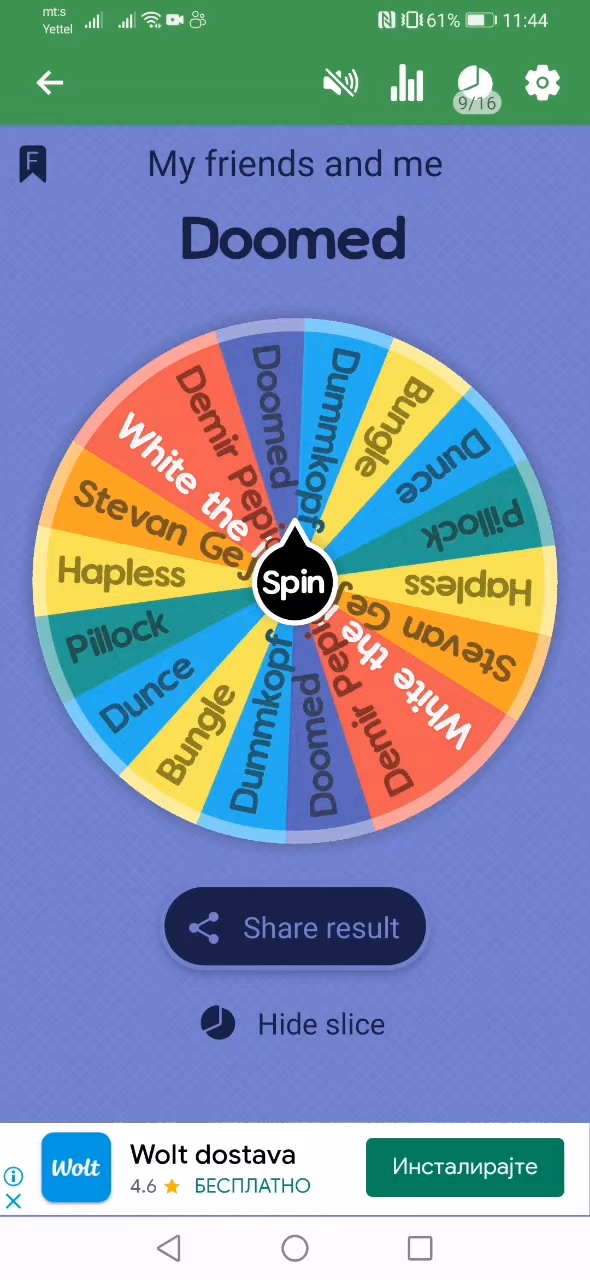 mt:s
Yettel
61% 11:44
9/16
F
My friends and me
Doomed
Doomed
Dummkopf
Bungle
Dunce
Pillock
Hapless
Stevan Gej
White the
Demir Pepi
Doomed
Dummkopf
Bungle
Dunce
Pillock
Hapless
Stevan Gej
White the
Demir Pepi
Spin
Share result
Hide slice
Wolt
Wolt dostava
4.6 ★ БЕСПЛАТНО
Инсталирајте